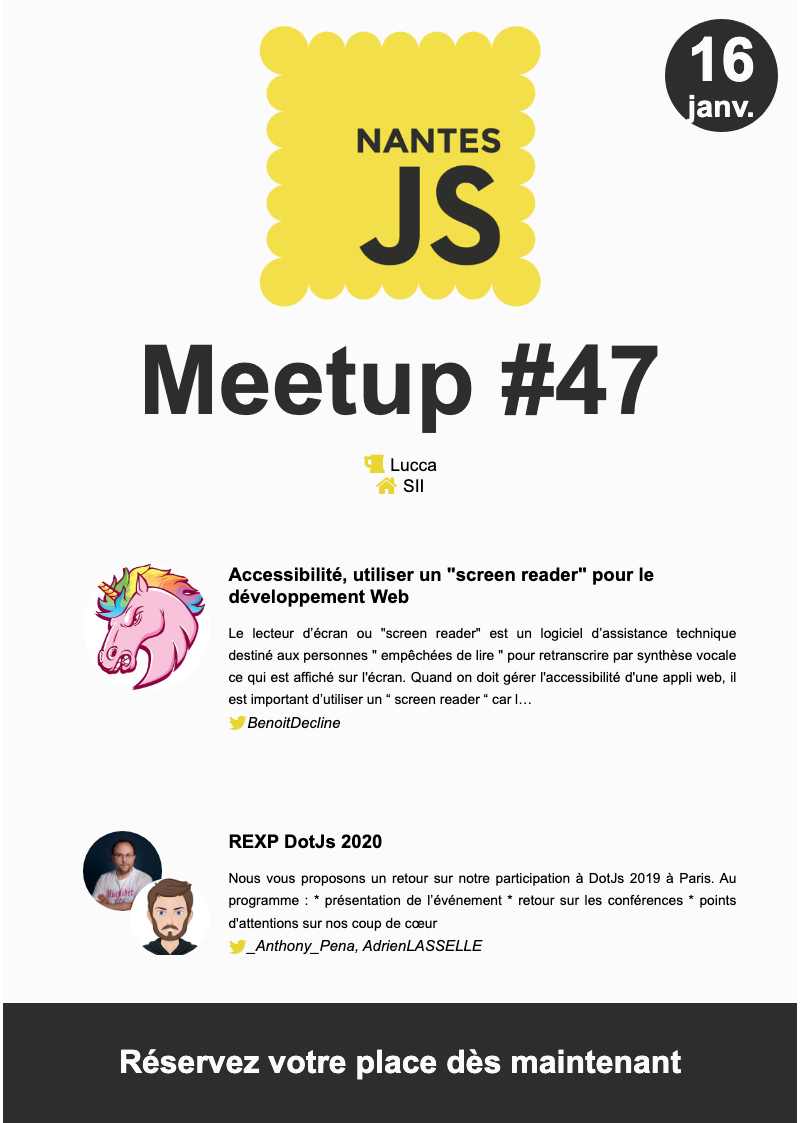 16
janv.
NANTES
JS
Meetup #47
Lucca
SII
Accessibilité, utiliser un "screen reader" pour le
développement Web
Le lecteur d’écran ou "screen reader" est un logiciel d’assistance technique
destiné aux personnes " empêchées de lire " pour retranscrire par synthèse vocale
ce qui est affiché sur l'écran. Quand on doit gérer l'accessibilité d'une appli web, il
est important d’utiliser un “ screen reader “ car l…
BenoitDecline
REXP DotJs 2020
Nous vous proposons un retour sur notre participation à DotJs 2019 à Paris. Au
programme : * présentation de l’événement * retour sur les conférences * points
d'attentions sur nos coup de cœur
_Anthony_Pena, AdrienLASSELLE
Réservez votre place dès maintenant